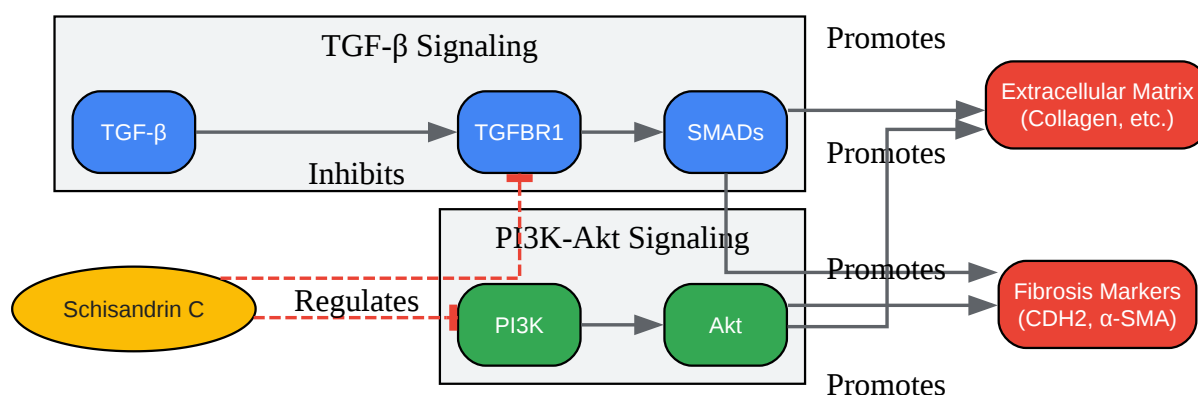 TGF-β Signaling
Promotes
TGF-β
TGFBR1
SMADs
Extracellular Matrix
(Collagen, etc.)
Promotes
Inhibits
PI3K-Akt Signaling
Promotes
Schisandrin C
Regulates
PI3K
Akt
Fibrosis Markers
(CDH2, α-SMA)
Promotes